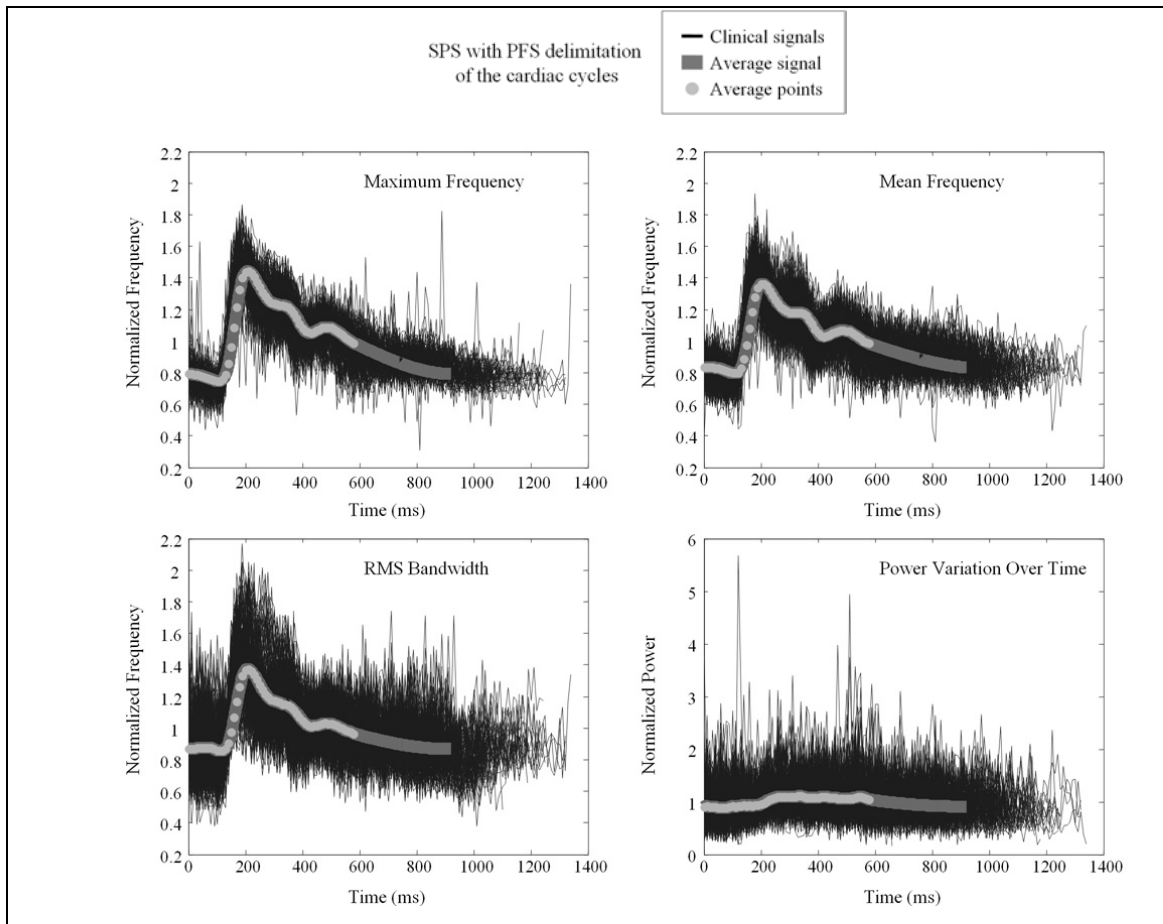 SPS with PFS delimitation
of the cardiac cycles
Clinical signals
Average signal
Average points
Maximum Frequency
Normalized Frequency
2.2
2
1.8
1.6
1.4
1.2
1
0.8
0.6
0.4
0.2
0 200 400 600 800 1000 1200 1400
Time (ms)
Mean Frequency
Normalized Frequency
2.2
2
1.8
1.6
1.4
1.2
1
0.8
0.6
0.4
0.2
0 200 400 600 800 1000 1200 1400
Time (ms)
RMS Bandwidth
Normalized Frequency
2.2
2
1.8
1.6
1.4
1.2
1
0.8
0.6
0.4
0.2
0 200 400 600 800 1000 1200 1400
Time (ms)
Power Variation Over Time
Normalized Power
6
5
4
3
2
1
0
0 200 400 600 800 1000 1200 1400
Time (ms)